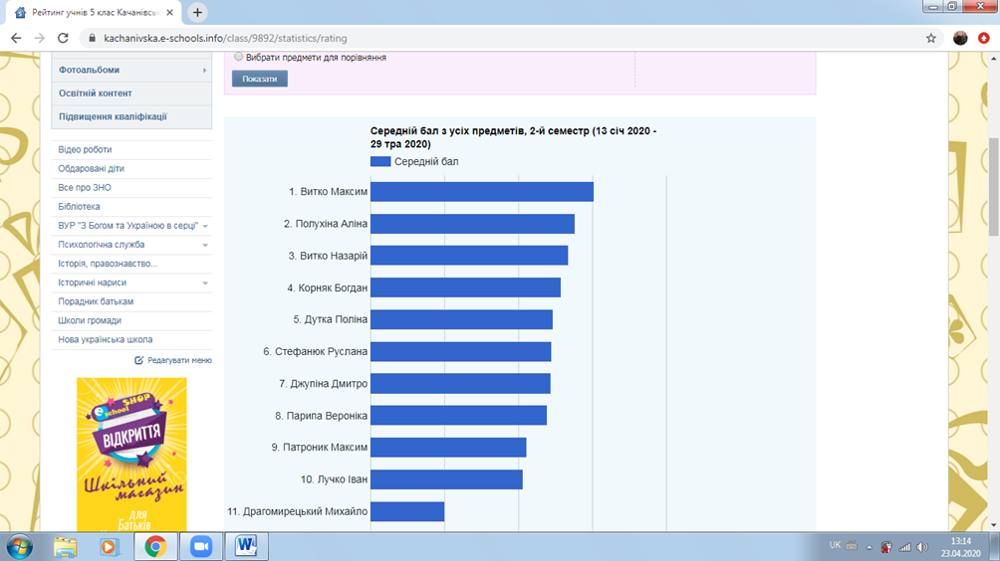 Рейтинг учнів 5 клас Качанівськ
kachanivska.e-schools.info/class/9892/statistics/rating
Фотоальбоми
Освітній контент
Підвищення кваліфікації
Відео роботи
Обдаровані діти
Все про ЗНО
Бібліотека
ВУР "З Богом та Україною в серці"
Психологічна служба
Історія, правознавство...
Історичні нариси
Порадник батькам
Школи громади
Нова українська школа
Редагувати меню
e school SHOP
ВІДКРИТТЯ
Шкільний
магазин
для
Батьків
Вибрати предмети для порівняння
Показати
Середній бал з усіх предметів, 2-й семестр (13 січ 2020 -
29 тра 2020)
Середній бал
1. Витко Максим
2. Полухіна Аліна
3. Витко Назарій
4. Корняк Богдан
5. Дутка Поліна
6. Стефанюк Руслана
7. Джупіна Дмитро
8. Парипа Вероніка
9. Патроник Максим
10. Лучко Іван
11. Драгомирецький Михайло
UK
13:14
23.04.2020